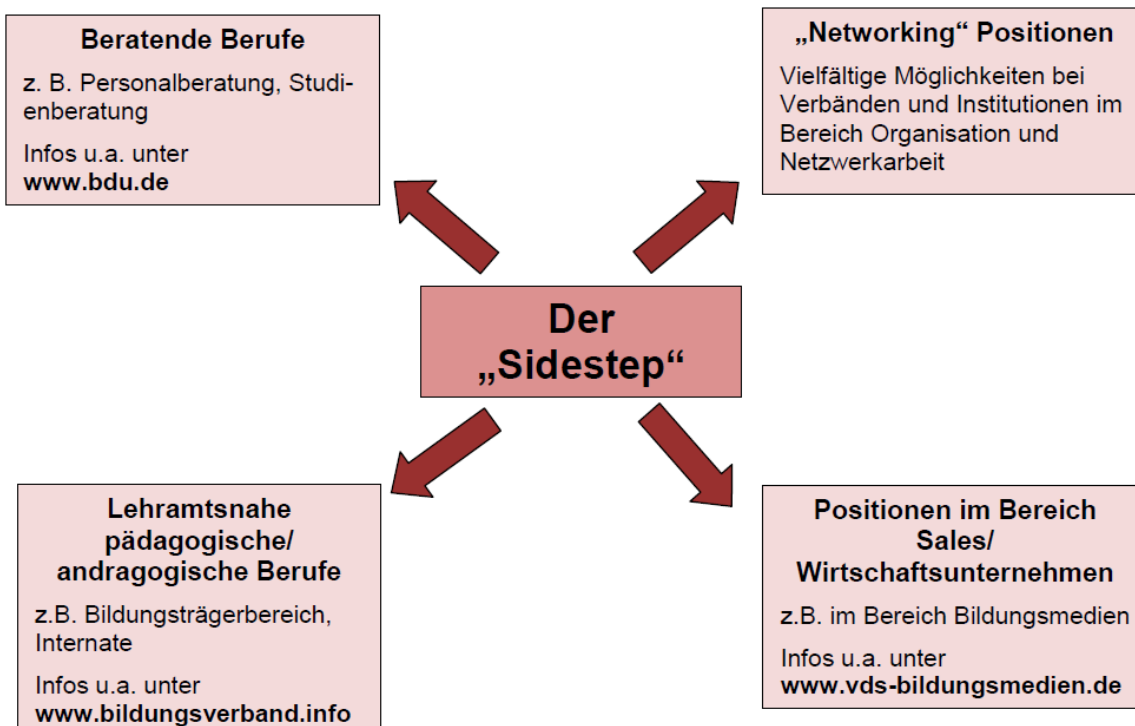 Beratende Berufe
z. B. Personalberatung, Studi-
enberatung
Infos u.a. unter
www.bdu.de
„Networking“ Positionen
Vielfältige Möglichkeiten bei
Verbänden und Institutionen im
Bereich Organisation und
Netzwerkarbeit
Der
„Sidestep“
Lehramtsnahe
pädagogische/
andragogische Berufe
z.B. Bildungsträgerbereich,
Internate
Infos u.a. unter
www.bildungsverband.info
Positionen im Bereich
Sales/
Wirtschaftsunternehmen
z.B. im Bereich Bildungsmedien
Infos u.a. unter
www.vds-bildungsmedien.de